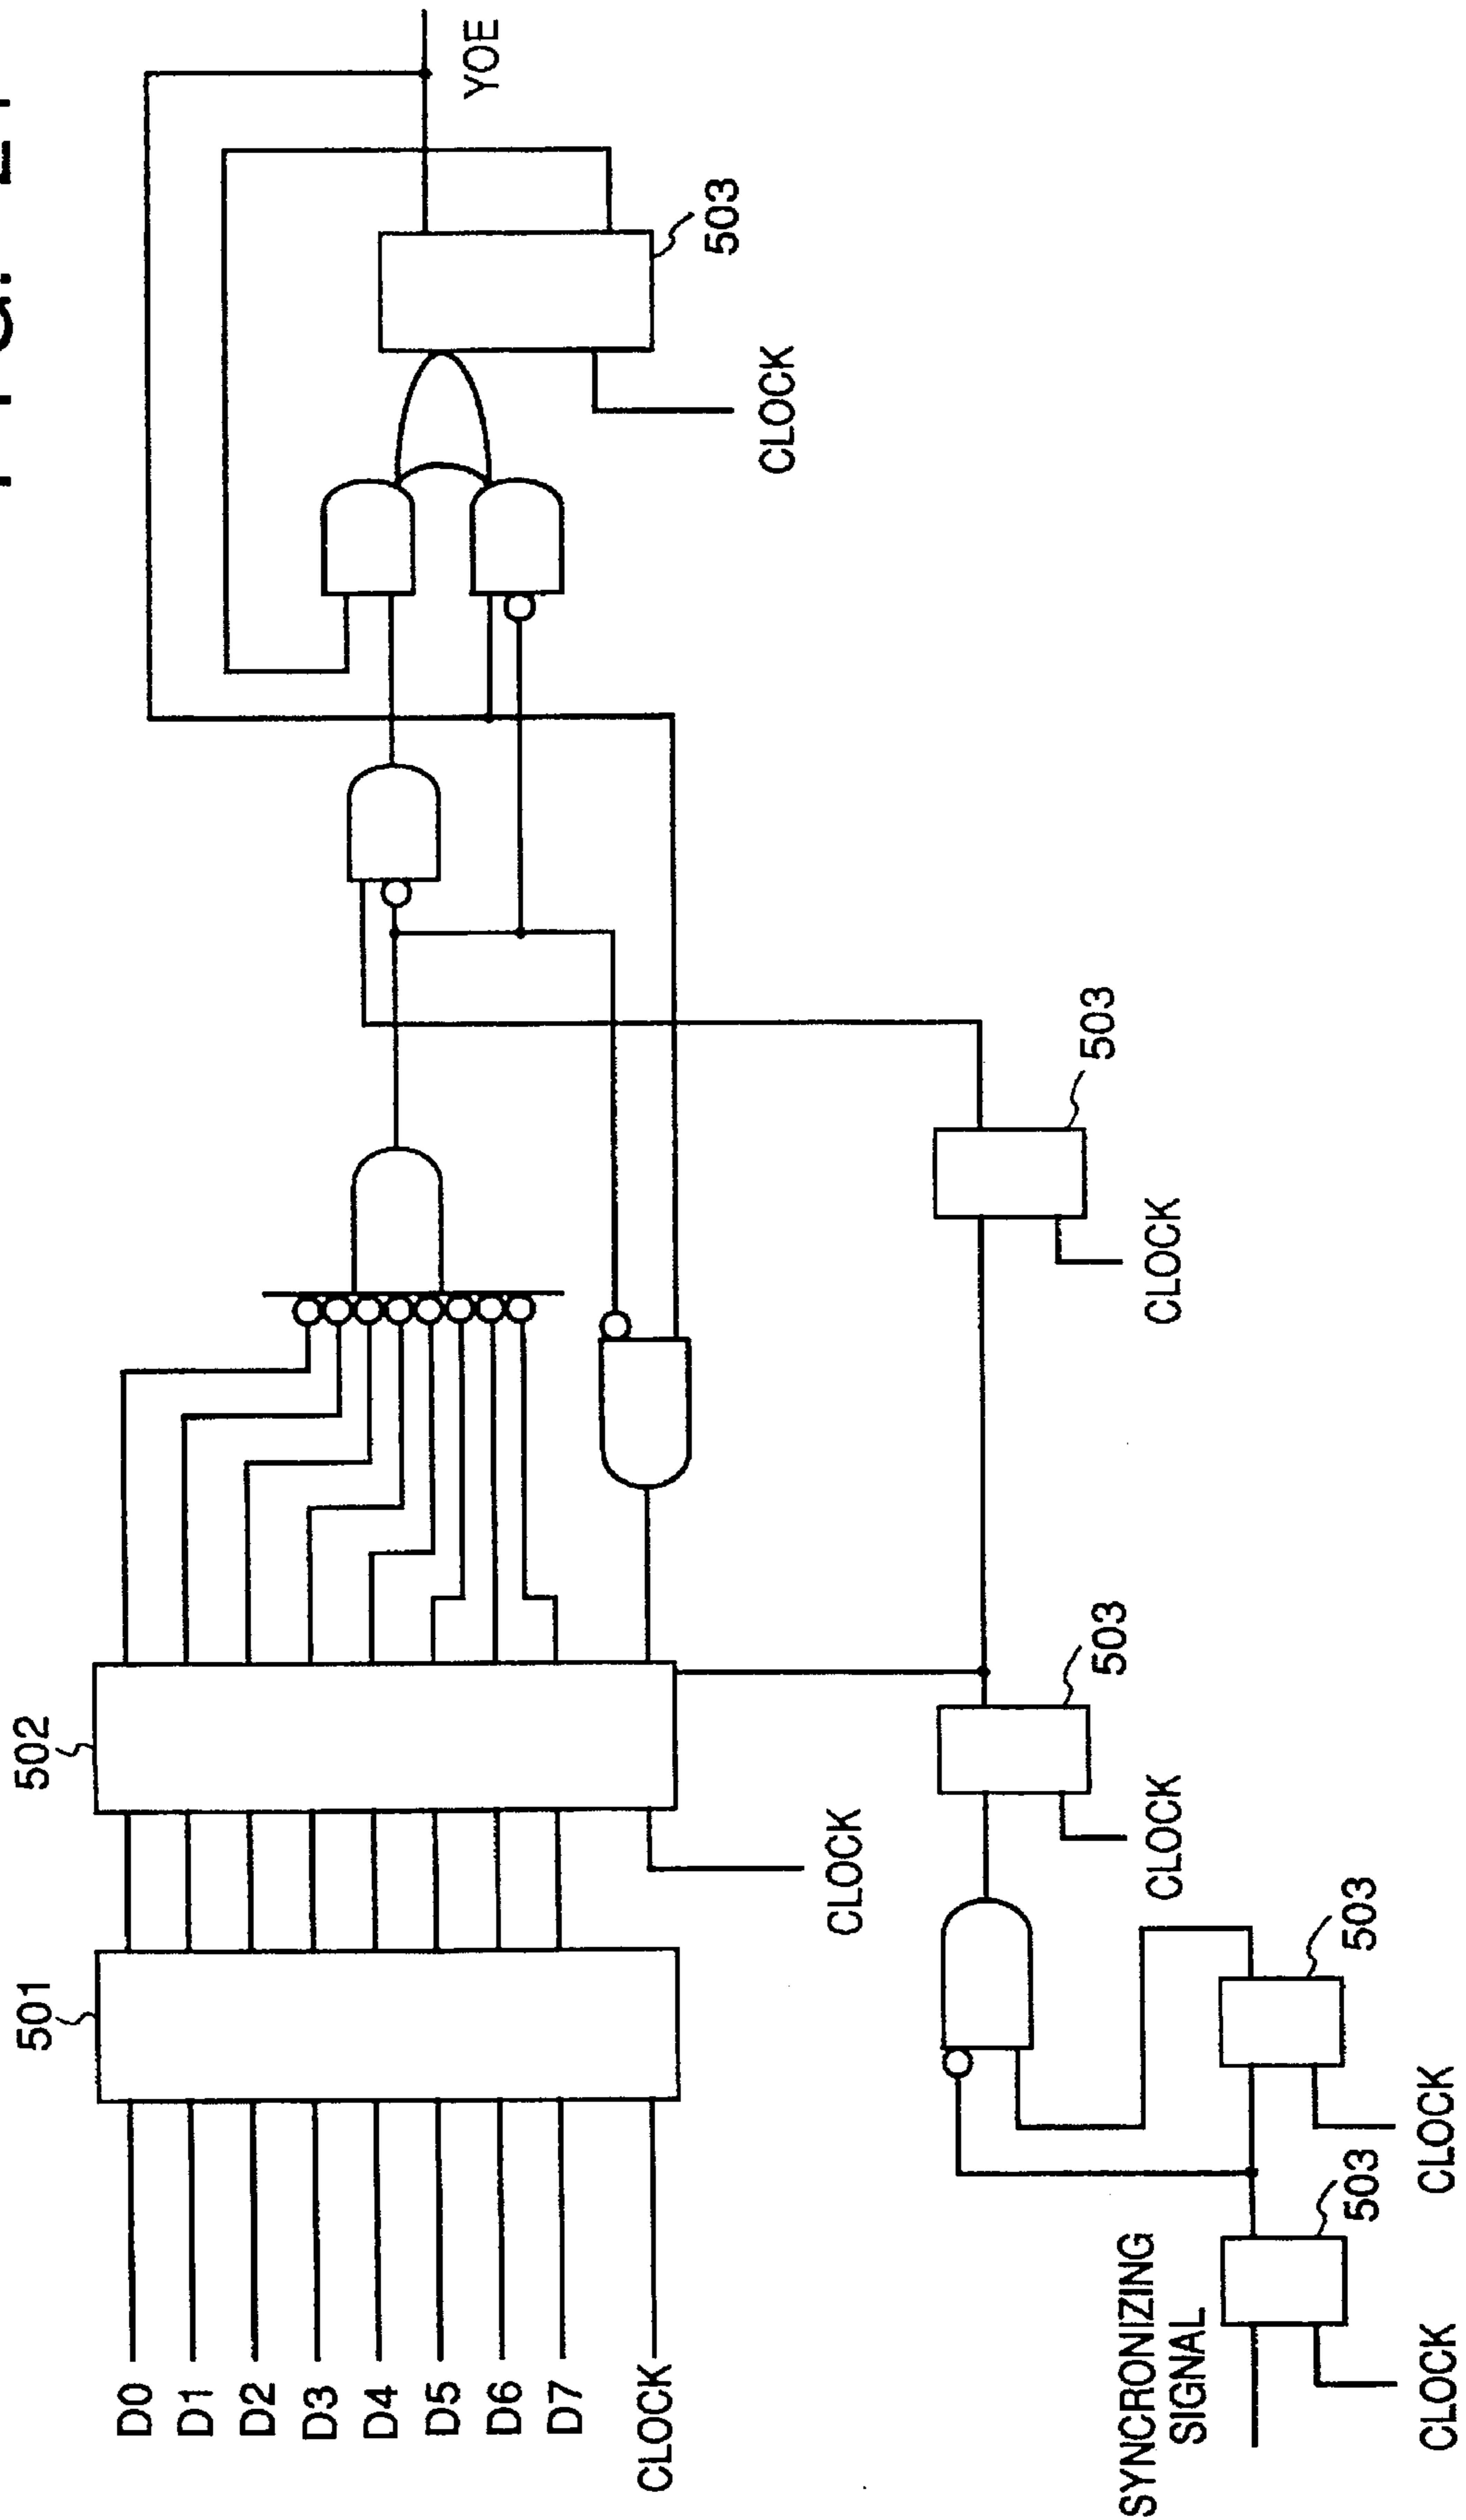 501
502
D0
D1
D2
D3
D4
D5
D6
D7
CLOCK
CLOCK
YOE
503
CLOCK
503
CLOCK
503
CLOCK
503
CLOCK
503
CLOCK
SYNCRONIZING
SIGNAL